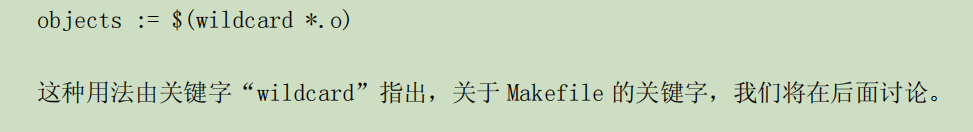 objects := $(wildcard *.o)
这种用法由关键字“wildcard”指出，关于 Makefile 的关键字，我们将在后面讨论。